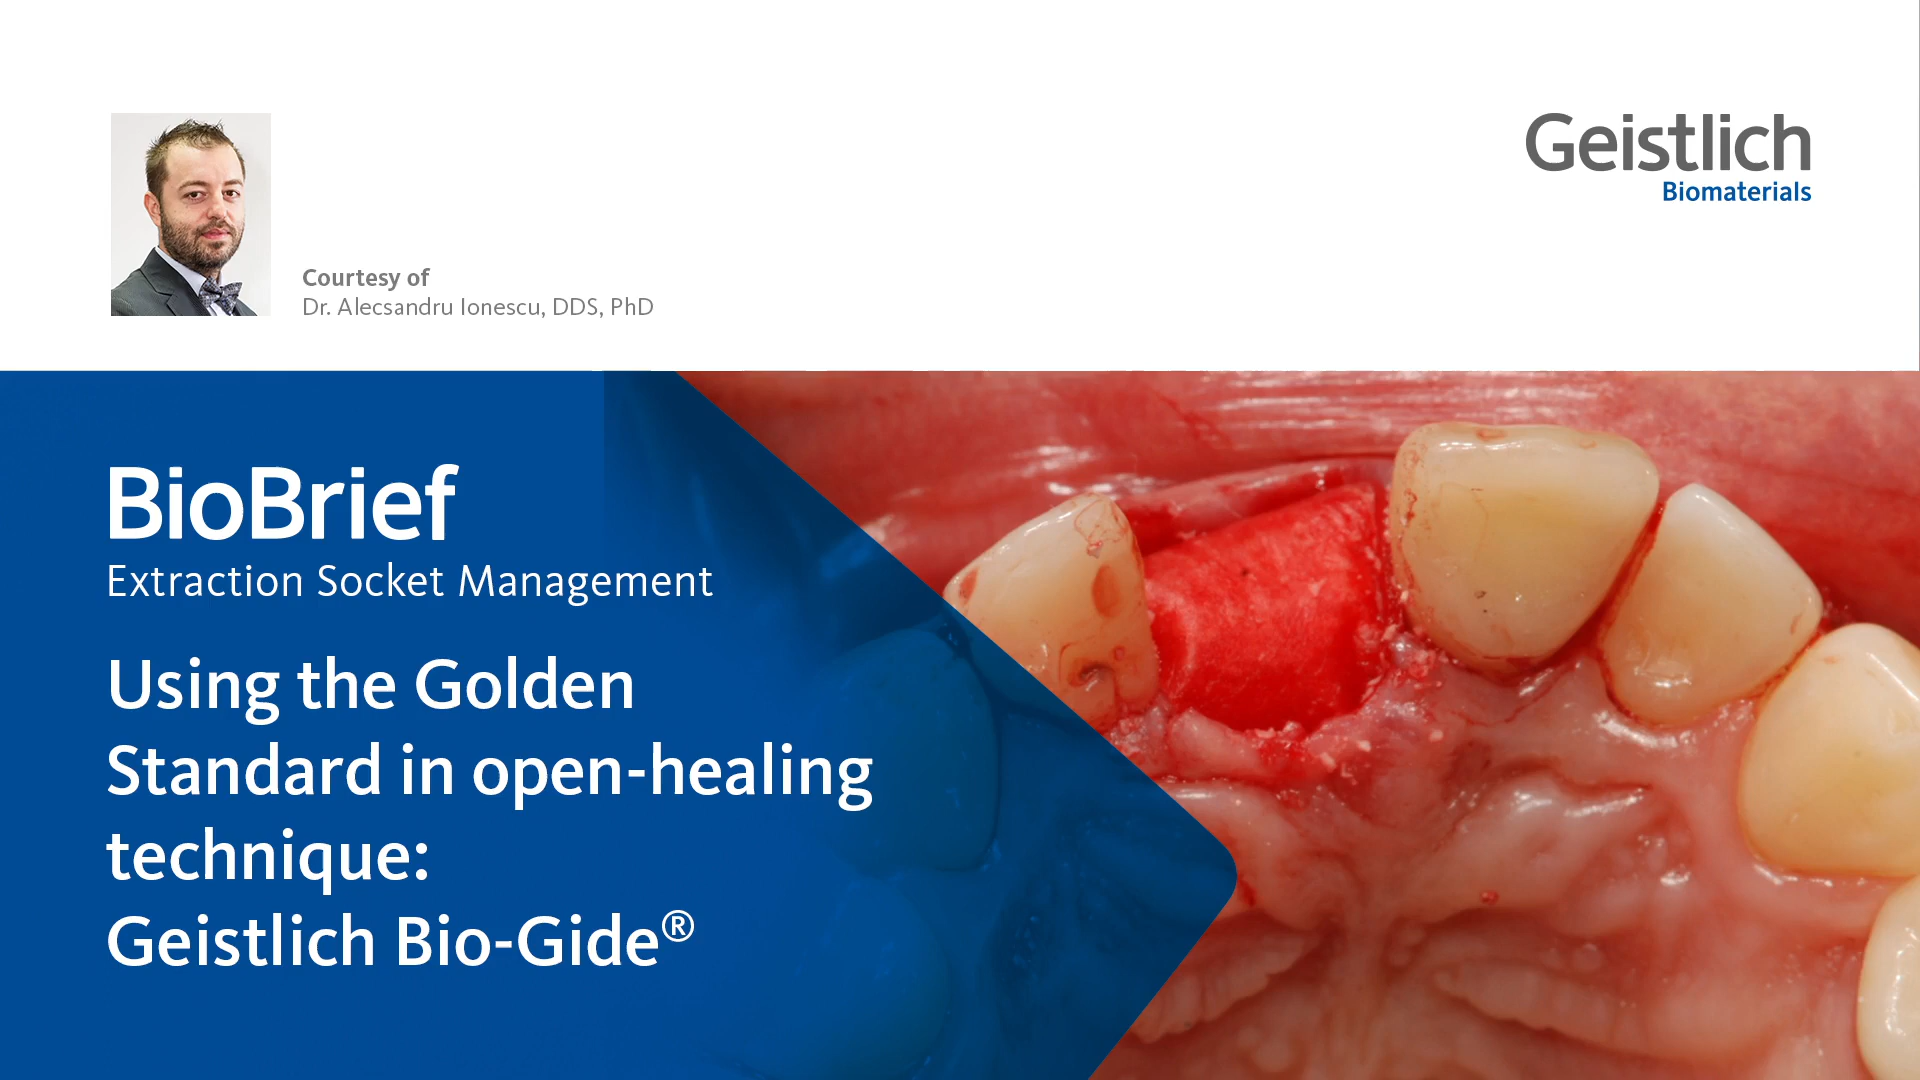 Geistlich
Biomaterials
Courtesy of
Dr. Alecsandru Ionescu, DDS, PhD
BioBrief
Extraction Socket Management
Using the Golden
Standard in open-healing
technique:
Geistlich Bio-Gide®